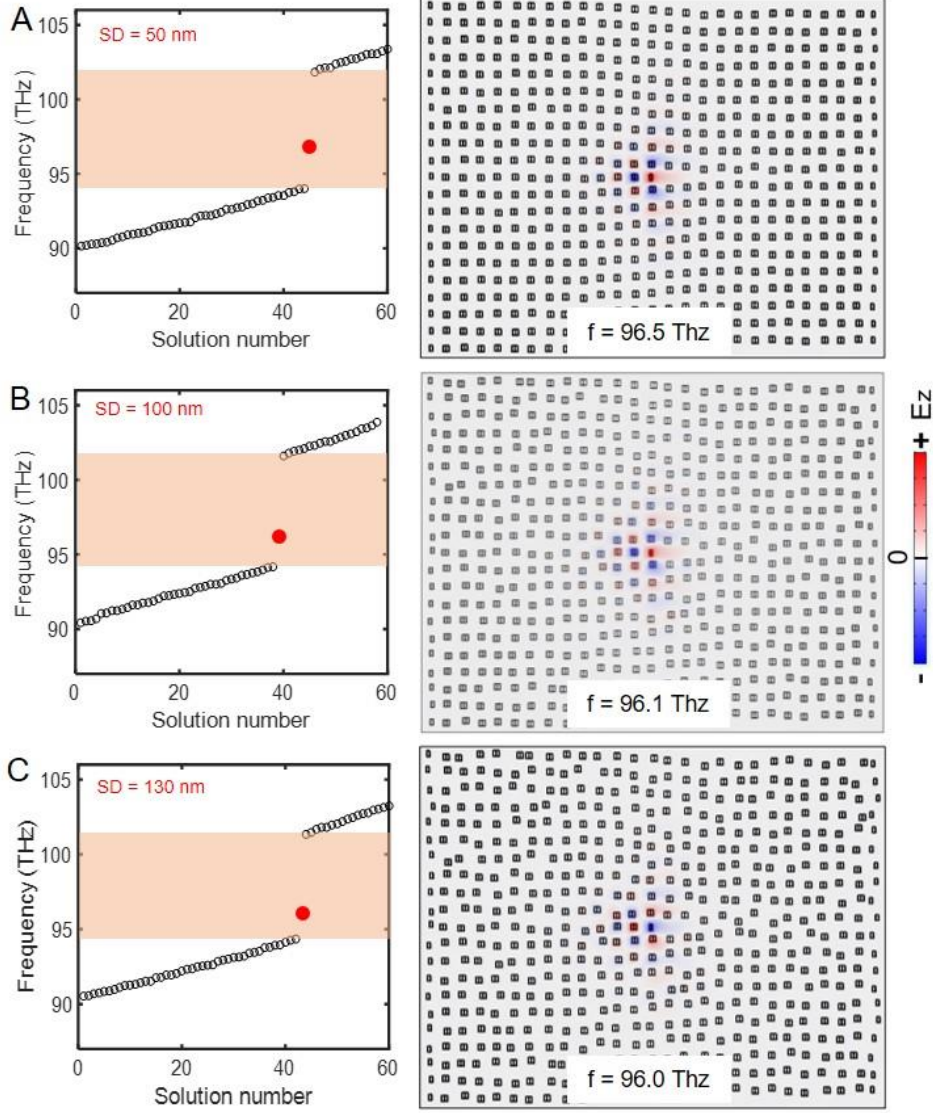 A
SD = 50 nm
105
100
95
90
Frequency (THz)
0 20 40 60
Solution number
f = 96.5 Thz
B
SD = 100 nm
105
100
95
90
Frequency (THz)
0 20 40 60
Solution number
f = 96.1 Thz
+ Ez
0
-
C
SD = 130 nm
105
100
95
90
Frequency (THz)
0 20 40 60
Solution number
f = 96.0 Thz